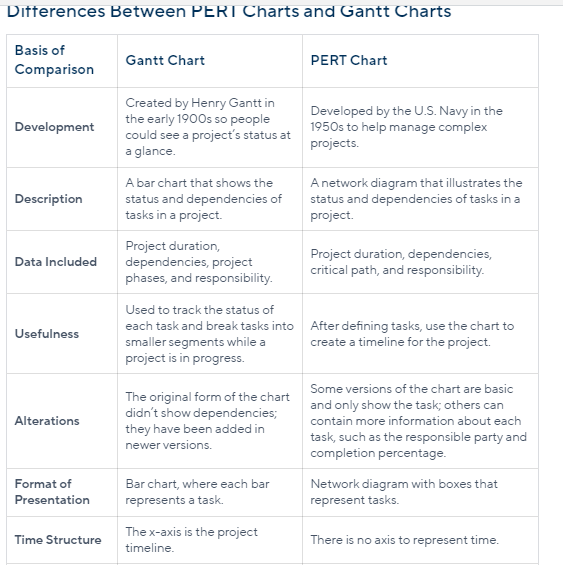 Differences Between PERT Charts and Gantt Charts
Basis of
Comparison
Gantt Chart
PERT Chart
Development
Created by Henry Gantt in
the early 1900s so people
could see a project's status at
a glance.
Developed by the U.S. Navy in the
1950s to help manage complex
projects.
Description
A bar chart that shows the
status and dependencies of
tasks in a project.
A network diagram that illustrates the
status and dependencies of tasks in a
project.
Data Included
Project duration,
dependencies, project
phases, and responsibility.
Project duration, dependencies,
critical path, and responsibility.
Usefulness
Used to track the status of
each task and break tasks into
smaller segments while a
project is in progress.
After defining tasks, use the chart to
create a timeline for the project.
Alterations
The original form of the chart
didn't show dependencies;
they have been added in
newer versions.
Some versions of the chart are basic
and only show the task; others can
contain more information about each
task, such as the responsible party and
completion percentage.
Format of
Presentation
Bar chart, where each bar
represents a task.
Network diagram with boxes that
represent tasks.
Time Structure
The x-axis is the project
timeline.
There is no axis to represent time.